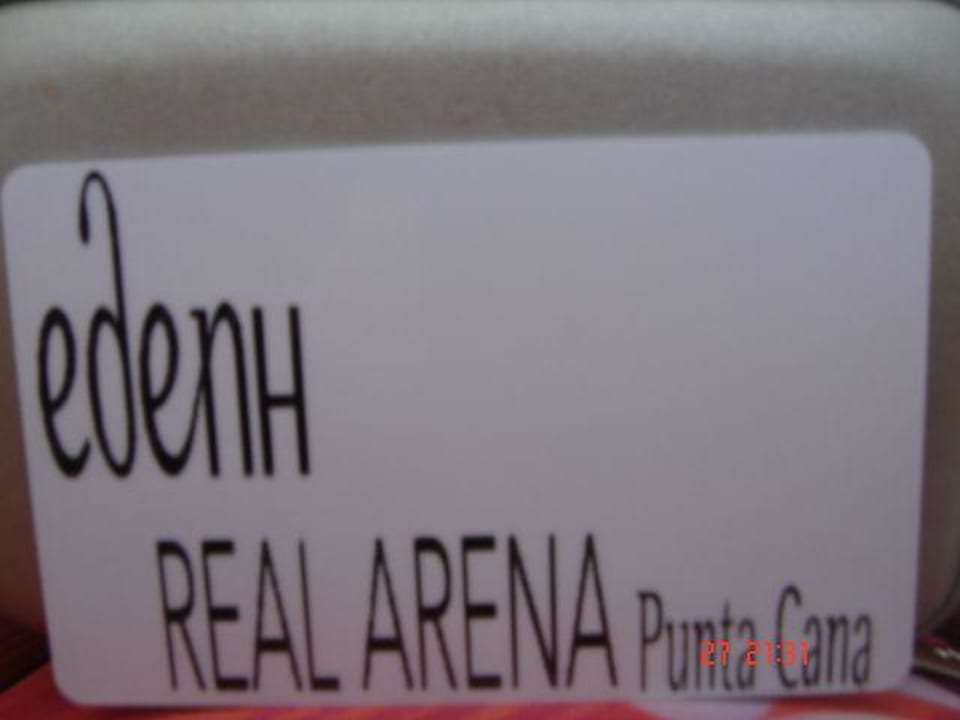 edenH
REAL ARENA Punta Cana
27 21:31